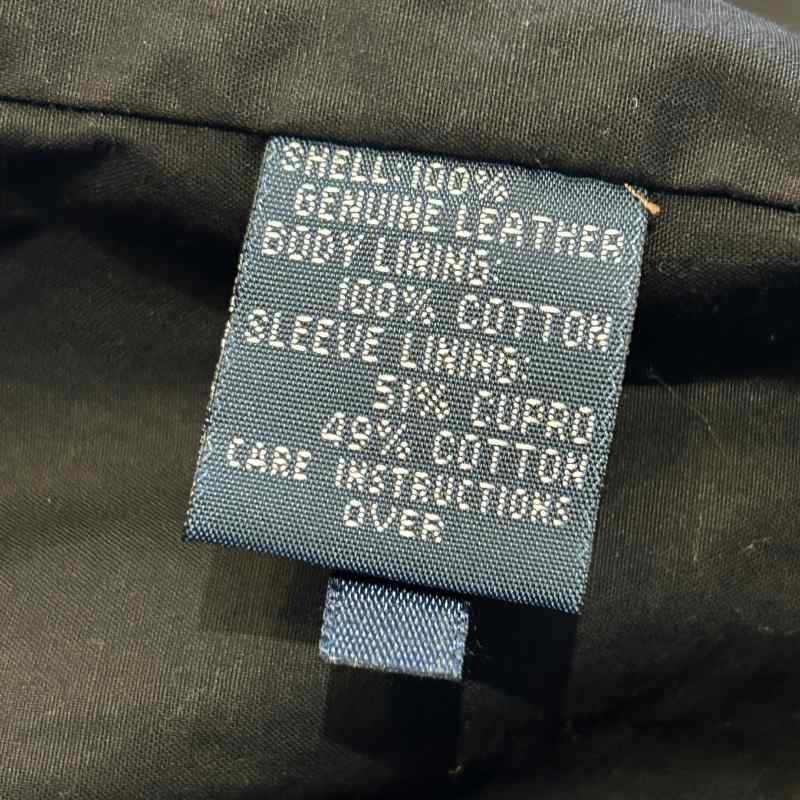 SHELL: 100%
GENUINE LEATHER
BODY LINING:
100% COTTON
SLEEVE LINING:
51% CUPRO
49% COTTON
CARE INSTRUCTIONS
OVER